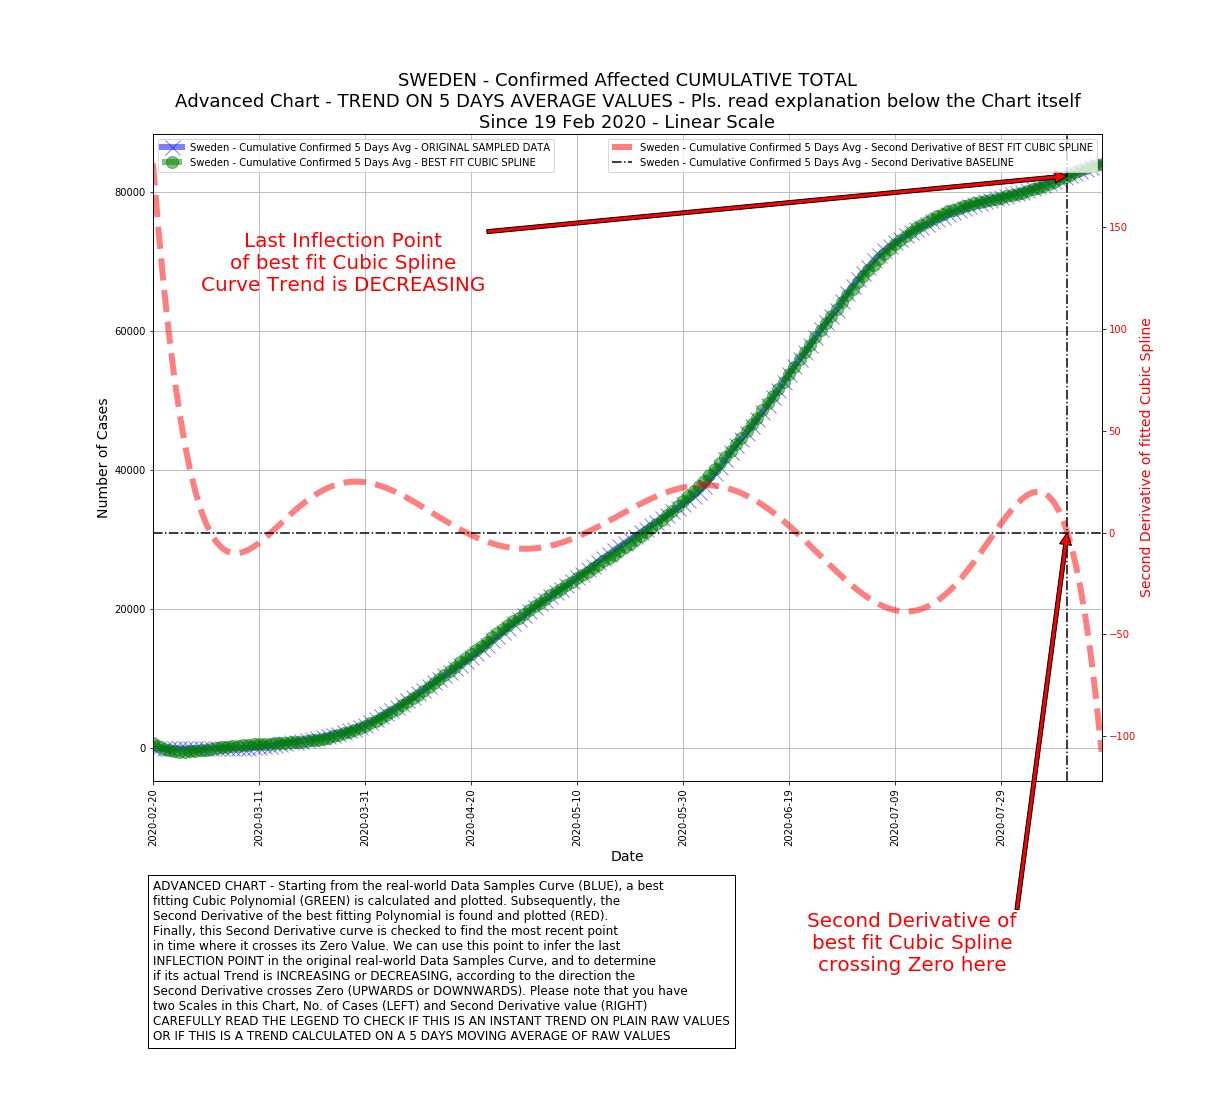 SWEDEN - Confirmed Affected CUMULATIVE TOTAL
Advanced Chart - TREND ON 5 DAYS AVERAGE VALUES - Pls. read explanation below the Chart itself
Since 19 Feb 2020 - Linear Scale
Sweden - Cumulative Confirmed 5 Days Avg - ORIGINAL SAMPLED DATA
Sweden - Cumulative Confirmed 5 Days Avg - BEST FIT CUBIC SPLINE
Sweden - Cumulative Confirmed 5 Days Avg - Second Derivative of BEST FIT CUBIC SPLINE
Sweden - Cumulative Confirmed 5 Days Avg - Second Derivative BASELINE
Last Inflection Point
of best fit Cubic Spline
Curve Trend is DECREASING
Number of Cases
80000
60000
40000
20000
0
150
100
50
0
−50
−100
Second Derivative of fitted Cubic Spline
2020-02-20
2020-03-11
2020-03-31
2020-04-20
2020-05-10
2020-05-30
2020-06-19
2020-07-09
2020-07-29
Date
ADVANCED CHART - Starting from the real-world Data Samples Curve (BLUE), a best
fitting Cubic Polynomial (GREEN) is calculated and plotted. Subsequently, the
Second Derivative of the best fitting Polynomial is found and plotted (RED).
Finally, this Second Derivative curve is checked to find the most recent point
in time where it crosses its Zero Value. We can use this point to infer the last
INFLECTION POINT in the original real-world Data Samples Curve, and to determine
if its actual Trend is INCREASING or DECREASING, according to the direction the
Second Derivative crosses Zero (UPWARDS or DOWNWARDS). Please note that you have
two Scales in this Chart, No. of Cases (LEFT) and Second Derivative value (RIGHT)
CAREFULLY READ THE LEGEND TO CHECK IF THIS IS AN INSTANT TREND ON PLAIN RAW VALUES
OR IF THIS IS A TREND CALCULATED ON A 5 DAYS MOVING AVERAGE OF RAW VALUES
Second Derivative of
best fit Cubic Spline
crossing Zero here